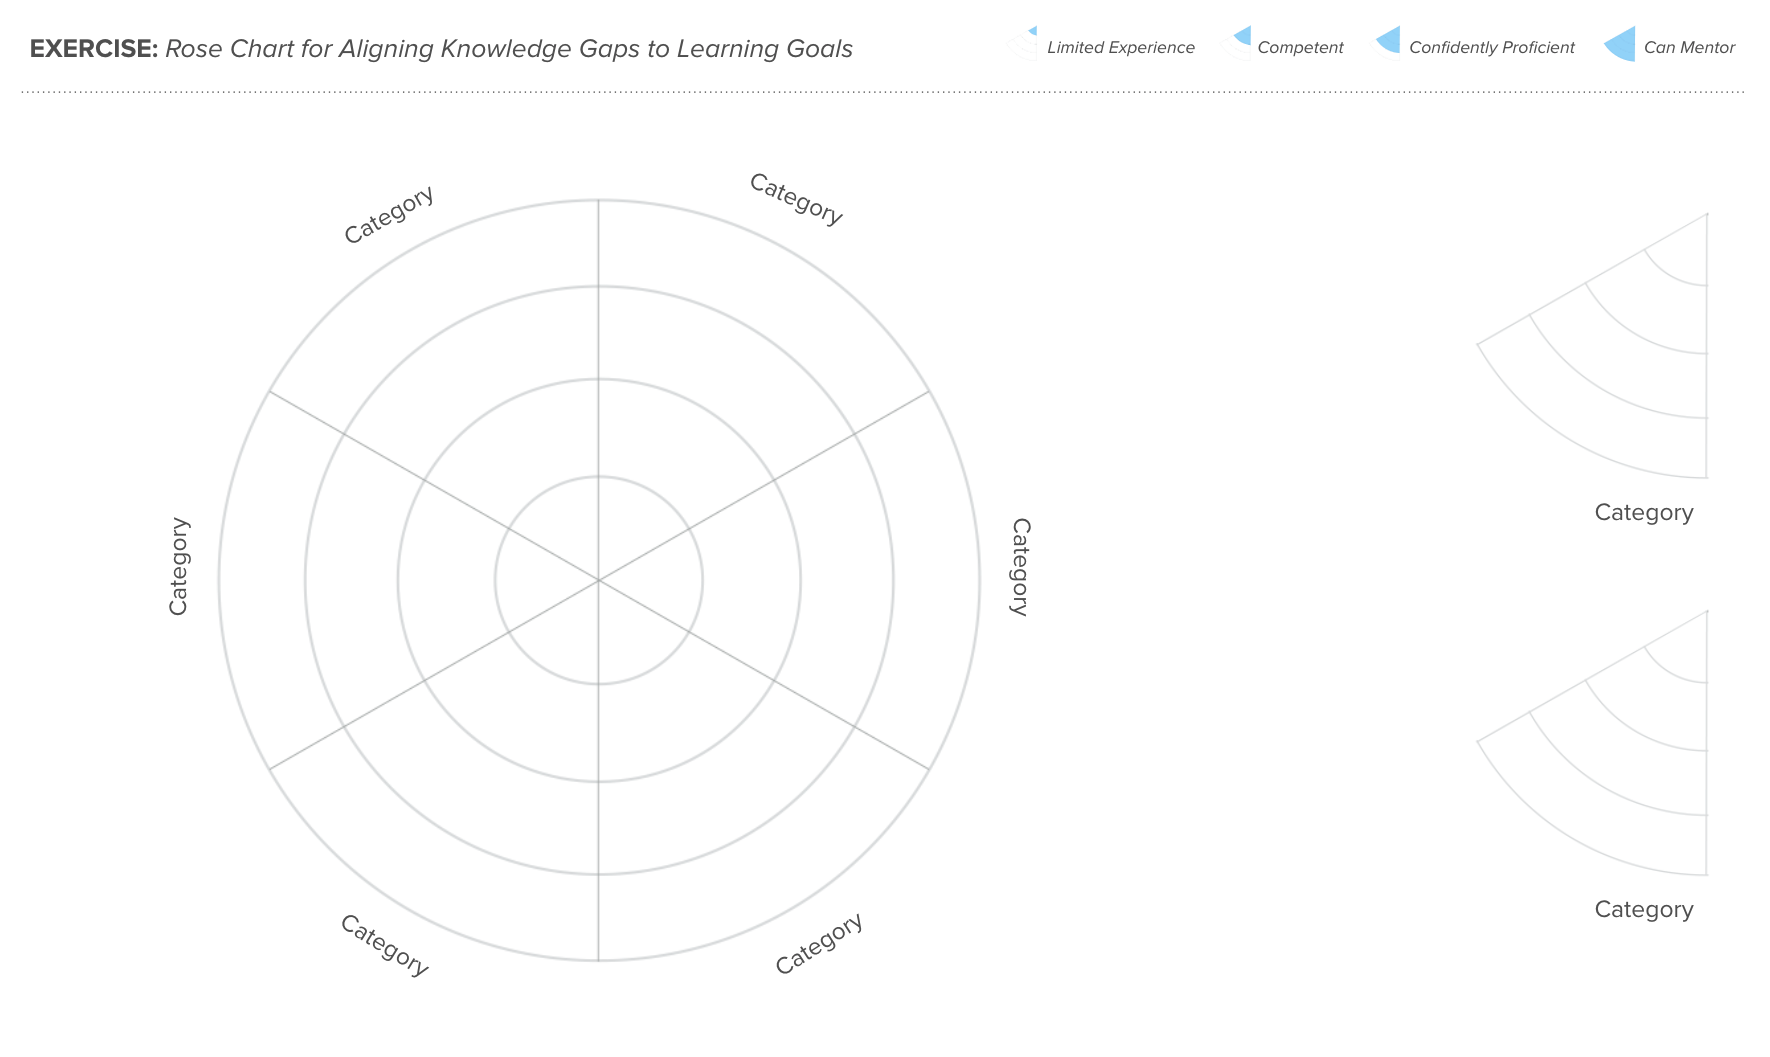 EXERCISE: Rose Chart for Aligning Knowledge Gaps to Learning Goals
Limited Experience
Competent
Confidently Proficient
Can Mentor
Category
Category
Category
Category
Category
Category
Category
Category